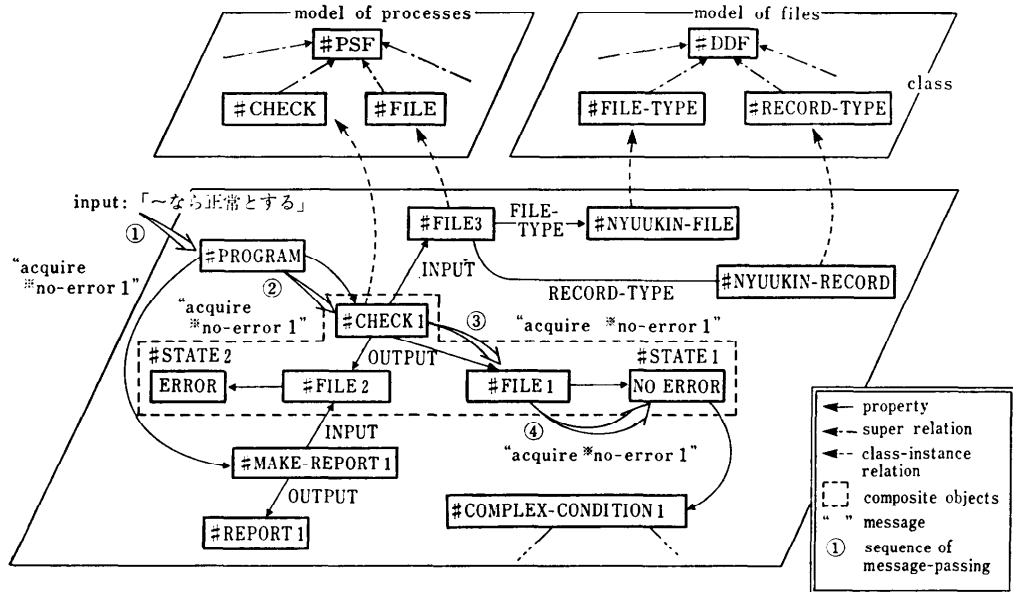 model of processes
model of files
#PSF
#DDF
#CHECK
#FILE
#FILE-TYPE
#RECORD-TYPE
class
input:「～なら正常とする」
①
#PROGRAM
"acquire
※no-error 1"
②
"acquire
※no-error 1"
#FILE3
FILE-
TYPE
#NYUUKIN-FILE
INPUT
RECORD-TYPE
#NYUUKIN-RECORD
#CHECK 1
③
"acquire ※no-error 1"
OUTPUT
#STATE 2
#STATE 1
ERROR
#FILE 2
#FILE 1
NO ERROR
④
"acquire ※no-error 1"
INPUT
#MAKE-REPORT 1
OUTPUT
#REPORT 1
#COMPLEX-CONDITION 1
property
super relation
class-instance
relation
composite objects
" " message
① sequence of
message-passing